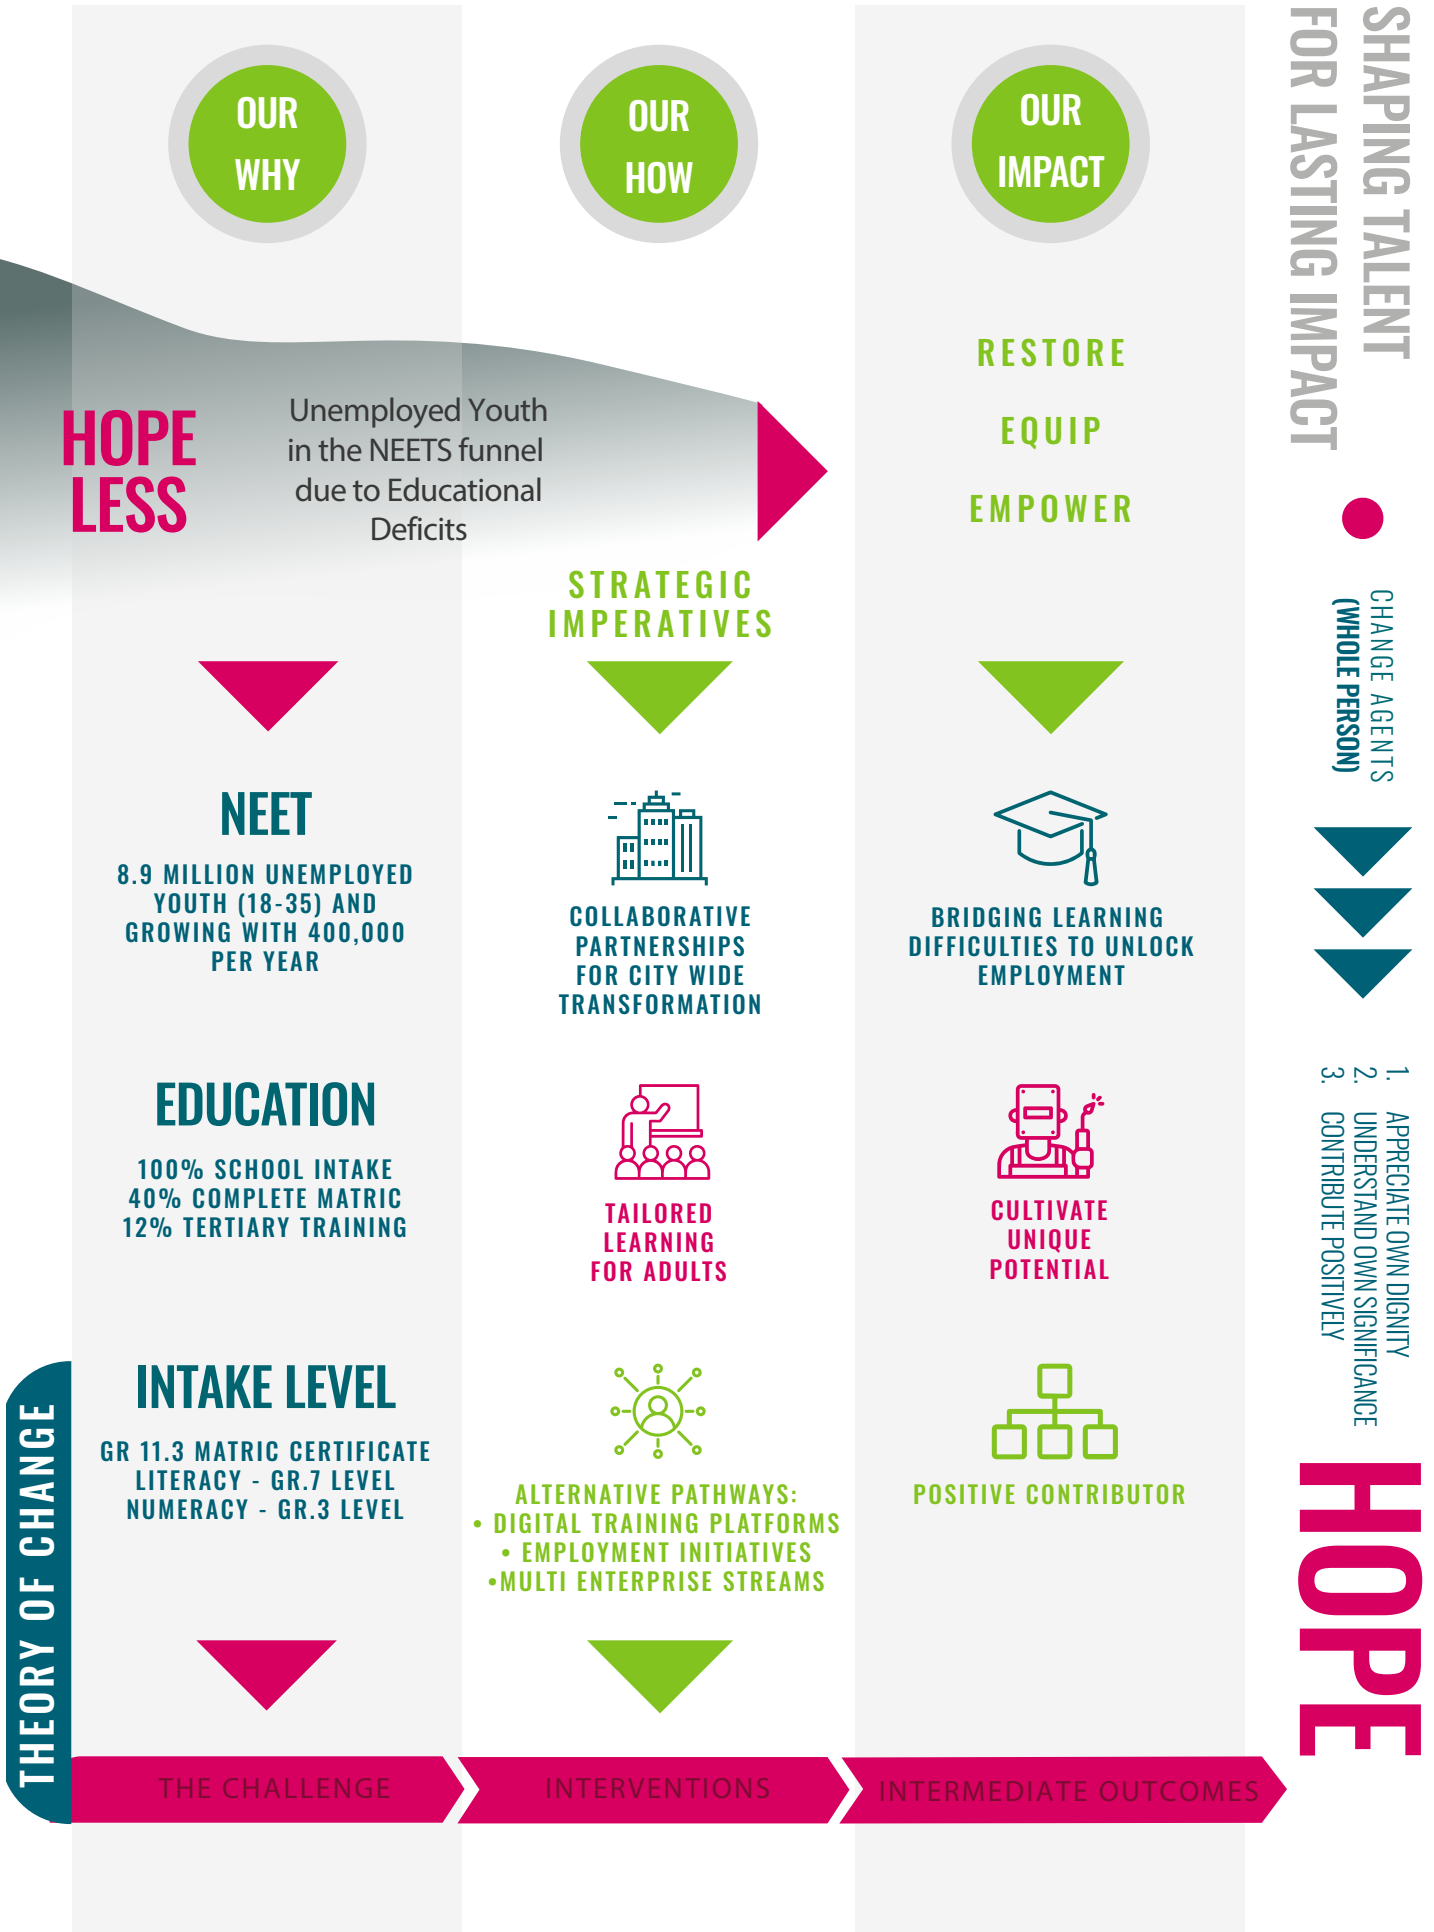 OUR
WHY
OUR
HOW
OUR
IMPACT
HOPE
LESS
Unemployed Youth
in the NEETS funnel
due to Educational
Deficits
STRATEGIC
IMPERATIVES
RESTORE
EQUIP
EMPOWER
NEET
8.9 MILLION UNEMPLOYED
YOUTH (18-35) AND
GROWING WITH 400,000
PER YEAR
EDUCATION
100% SCHOOL INTAKE
40% COMPLETE MATRIC
12% TERTIARY TRAINING
INTAKE LEVEL
GR 11.3 MATRIC CERTIFICATE
LITERACY - GR.7 LEVEL
NUMERACY - GR.3 LEVEL
COLLABORATIVE
PARTNERSHIPS
FOR CITY WIDE
TRANSFORMATION
TAILORED
LEARNING
FOR ADULTS
ALTERNATIVE PATHWAYS:
• DIGITAL TRAINING PLATFORMS
• EMPLOYMENT INITIATIVES
•MULTI ENTERPRISE STREAMS
BRIDGING LEARNING
DIFFICULTIES TO UNLOCK
EMPLOYMENT
CULTIVATE
UNIQUE
POTENTIAL
POSITIVE CONTRIBUTOR
THEORY OF CHANGE
THE CHALLENGE
INTERVENTIONS
INTERMEDIATE OUTCOMES
SHAPING TALENT
FOR LASTING IMPACT
CHANGE AGENTS
(WHOLE PERSON)
1. APPRECIATE OWN DIGNITY
2. UNDERSTAND OWN SIGNIFICANCE
3. CONTRIBUTE POSITIVELY
HOPE